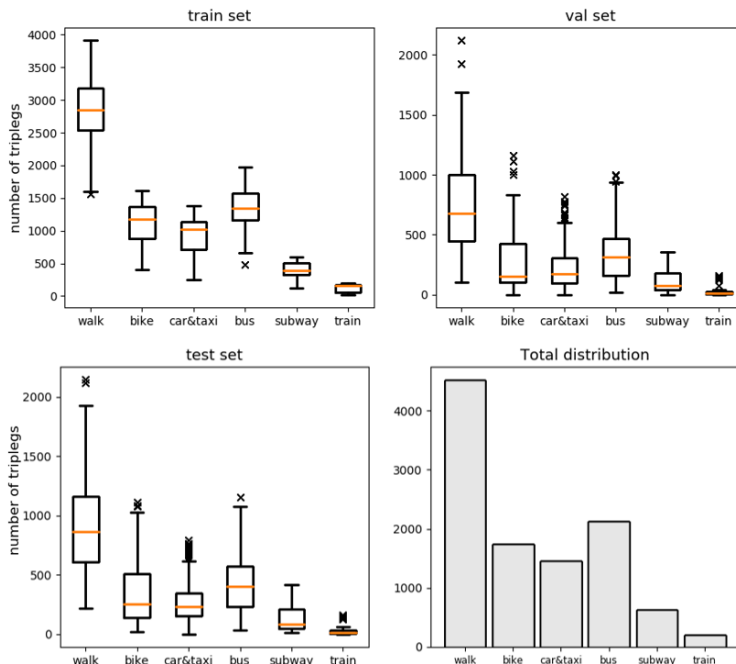 train set
number of triplegs
4000
3500
3000
2500
2000
1500
1000
500
0
walk bike car&taxi bus subway train
val set
2000
1500
1000
500
0
walk bike car&taxi bus subway train
test set
number of triplegs
2000
1500
1000
500
0
walk bike car&taxi bus subway train
Total distribution
4000
3000
2000
1000
0
walk bike car&taxi bus subway train